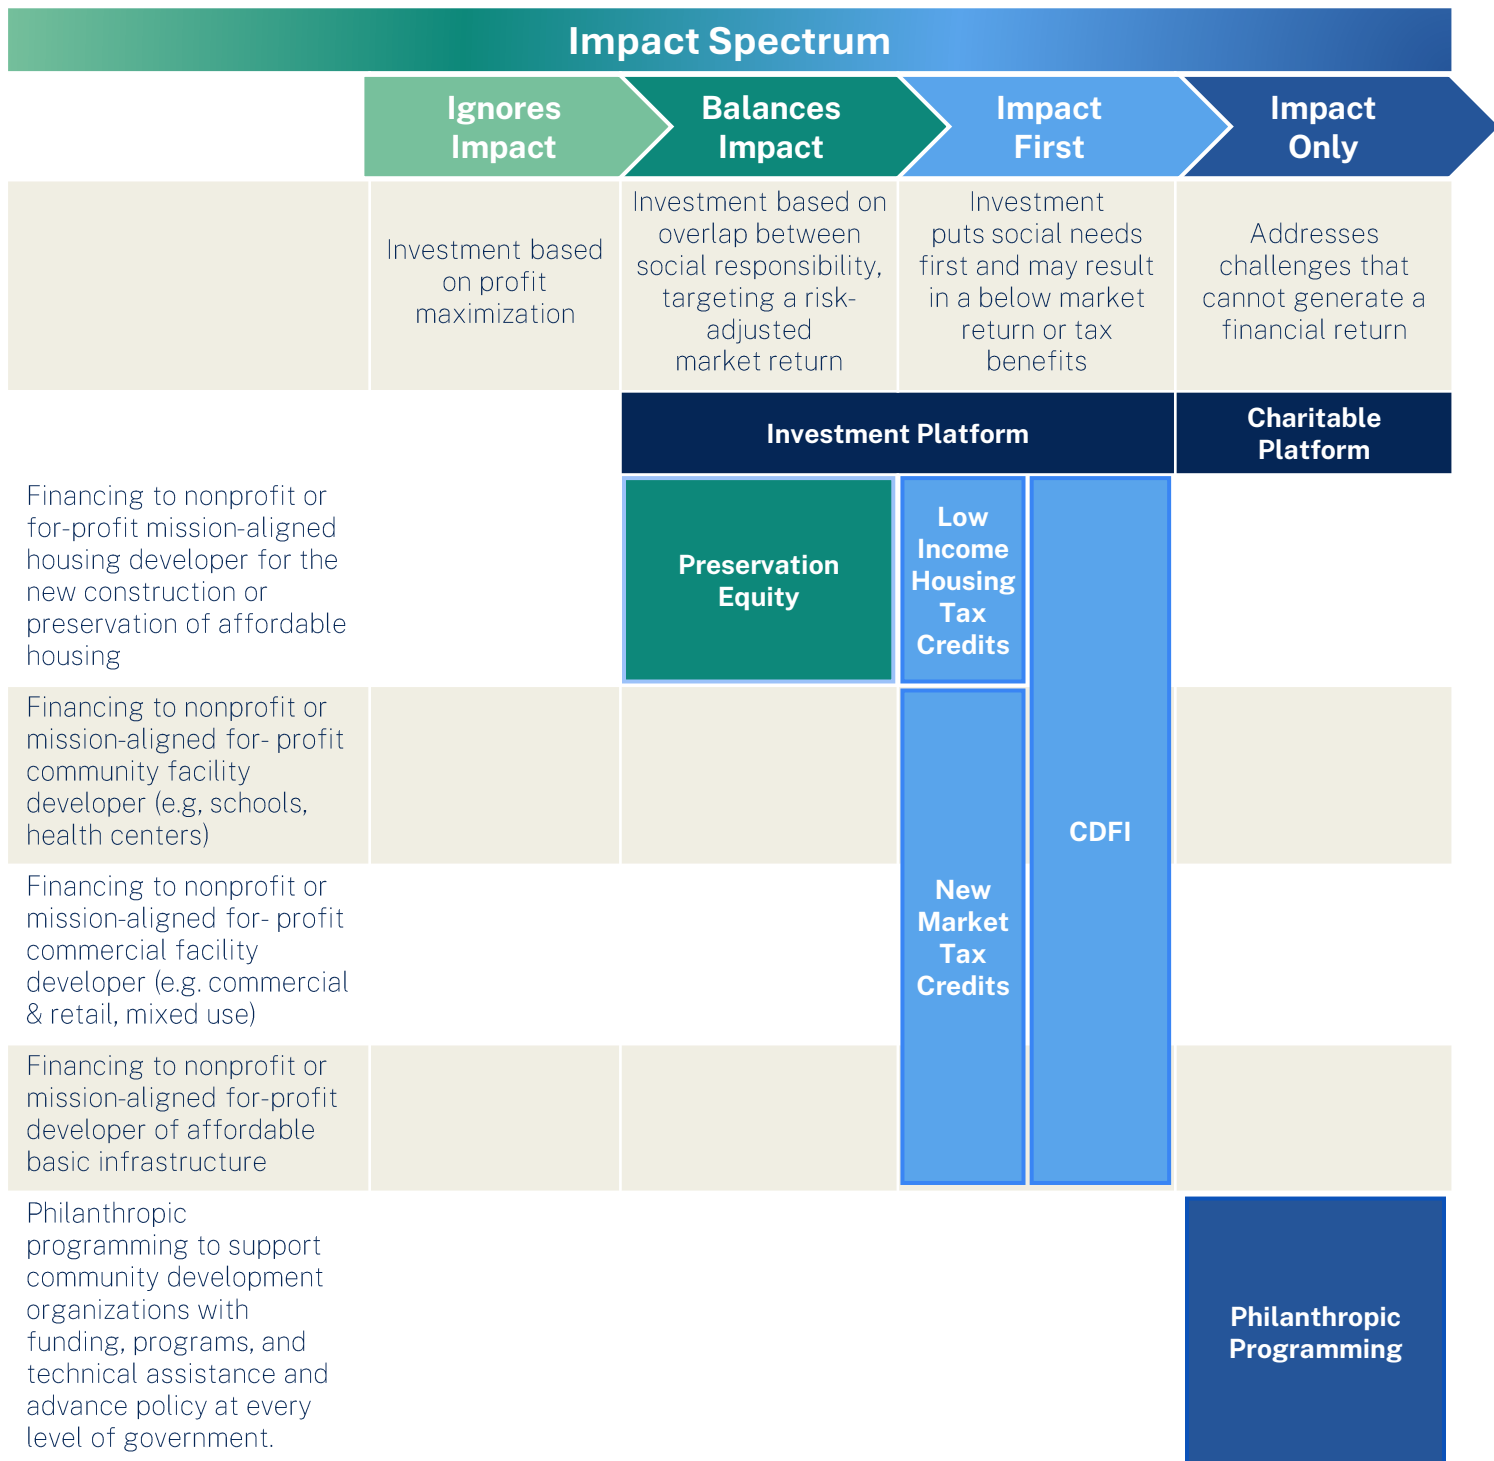 Impact Spectrum
Ignores
Impact
Balances
Impact
Impact
First
Impact
Only
Investment based
on profit
maximization
Investment based on
overlap between
social responsibility,
targeting a risk-
adjusted
market return
Investment
puts social needs
first and may result
in a below market
return or tax
benefits
Addresses
challenges that
cannot generate a
financial return
Investment Platform
Charitable
Platform
Financing to nonprofit or
for-profit mission-aligned
housing developer for the
new construction or
preservation of affordable
housing
Preservation
Equity
Low
Income
Housing
Tax
Credits
CDFI
Financing to nonprofit or
mission-aligned for- profit
community facility
developer (e.g, schools,
health centers)
New
Market
Tax
Credits
Financing to nonprofit or
mission-aligned for- profit
commercial facility
developer (e.g. commercial
& retail, mixed use)
Financing to nonprofit or
mission-aligned for-profit
developer of affordable
basic infrastructure
Philanthropic
programming to support
community development
organizations with
funding, programs, and
technical assistance and
advance policy at every
level of government.
Philanthropic
Programming